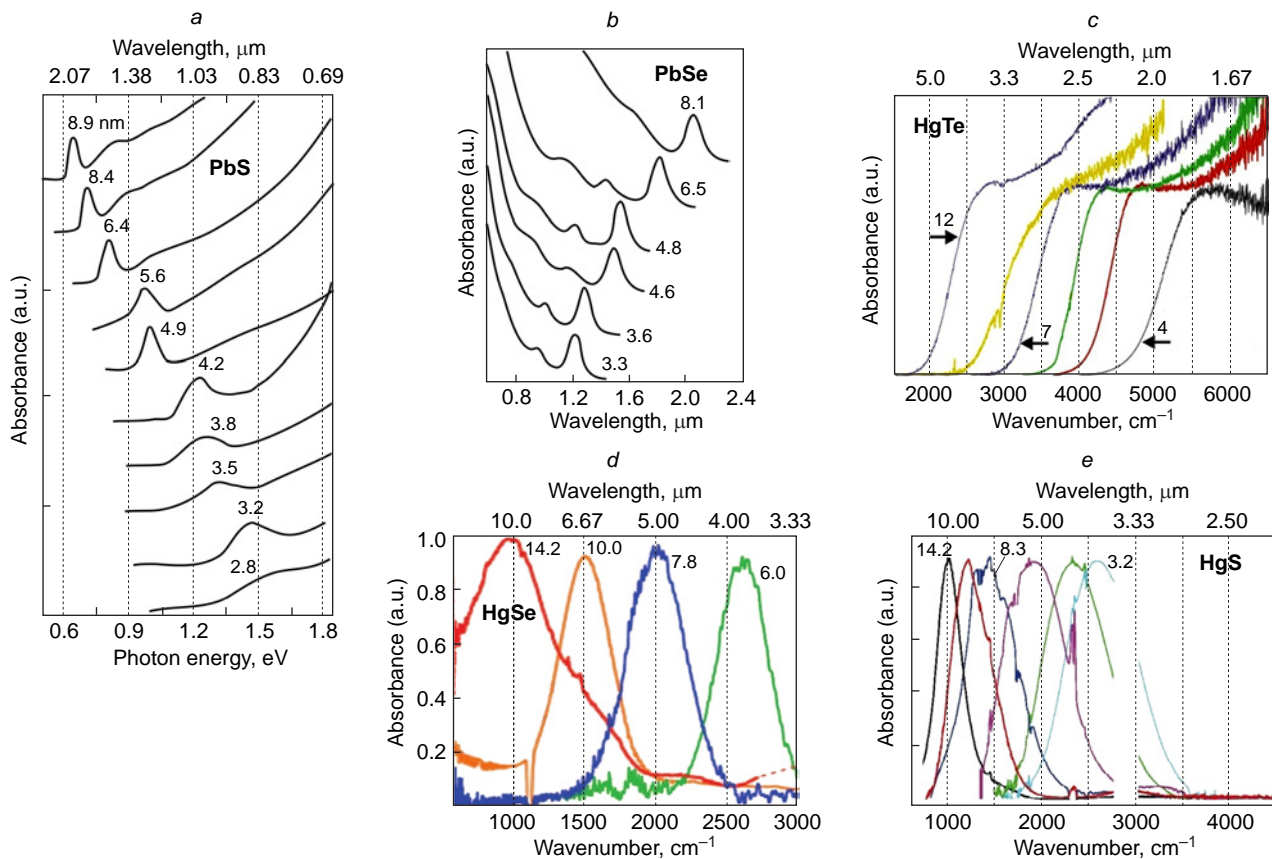 a
Wavelength, μm
2.07 1.38 1.03 0.83 0.69
8.9 nm
PbS
8.4
6.4
5.6
4.9
4.2
3.8
3.5
3.2
2.8
Absorbance (a.u.)
0.6 0.9 1.2 1.5 1.8
Photon energy, eV
b
PbSe
8.1
6.5
4.8
4.6
3.6
3.3
Absorbance (a.u.)
0.8 1.2 1.6 2.0 2.4
Wavelength, μm
c
Wavelength, μm
5.0 3.3 2.5 2.0 1.67
HgTe
12
7
4
Absorbance (a.u.)
2000 3000 4000 5000 6000
Wavenumber, cm⁻¹
d
Wavelength, μm
10.0 6.67 5.00 4.00 3.33
1.0
0.8
0.6
0.4
0.2
14.2
10.0
7.8
6.0
HgSe
Absorbance (a.u.)
1000 1500 2000 2500 3000
Wavenumber, cm⁻¹
e
Wavelength, μm
10.00 5.00 3.33 2.50
14.2
8.3
3.2
HgS
Absorbance (a.u.)
1000 2000 3000 4000
Wavenumber, cm⁻¹